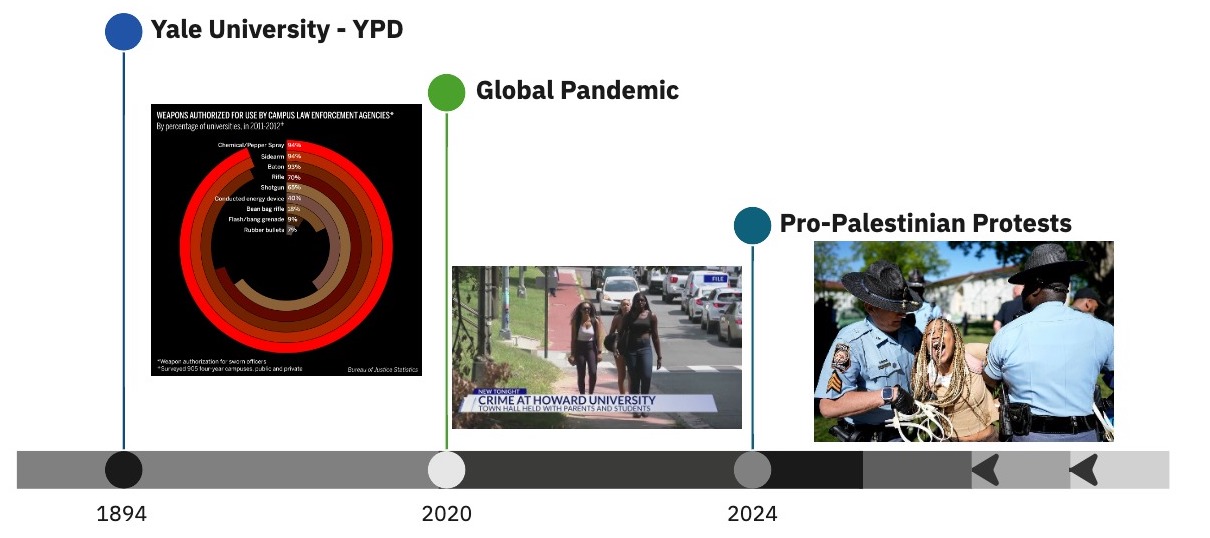 Yale University - YPD
WEAPONS AUTHORIZED FOR USE BY CAMPUS LAW ENFORCEMENT AGENCIES*
By percentage of universities, in 2011-2012+
Chemical/Pepper Spray 94%
Sidearm 94%
Baton 93%
Rifle 70%
Shotgun 65%
Conducted energy device 40%
Bean bag rifle 18%
Flash/bang grenade 9%
Rubber bullets 7%
*Weapon authorization for sworn officers
+Surveyed 905 four-year campuses, public and private
Bureau of Justice Statistics
Global Pandemic
FILE
NEW TONIGHT
CRIME AT HOWARD UNIVERSITY
TOWN HALL HELD WITH PARENTS AND STUDENTS
Pro-Palestinian Protests
1894
2020
2024